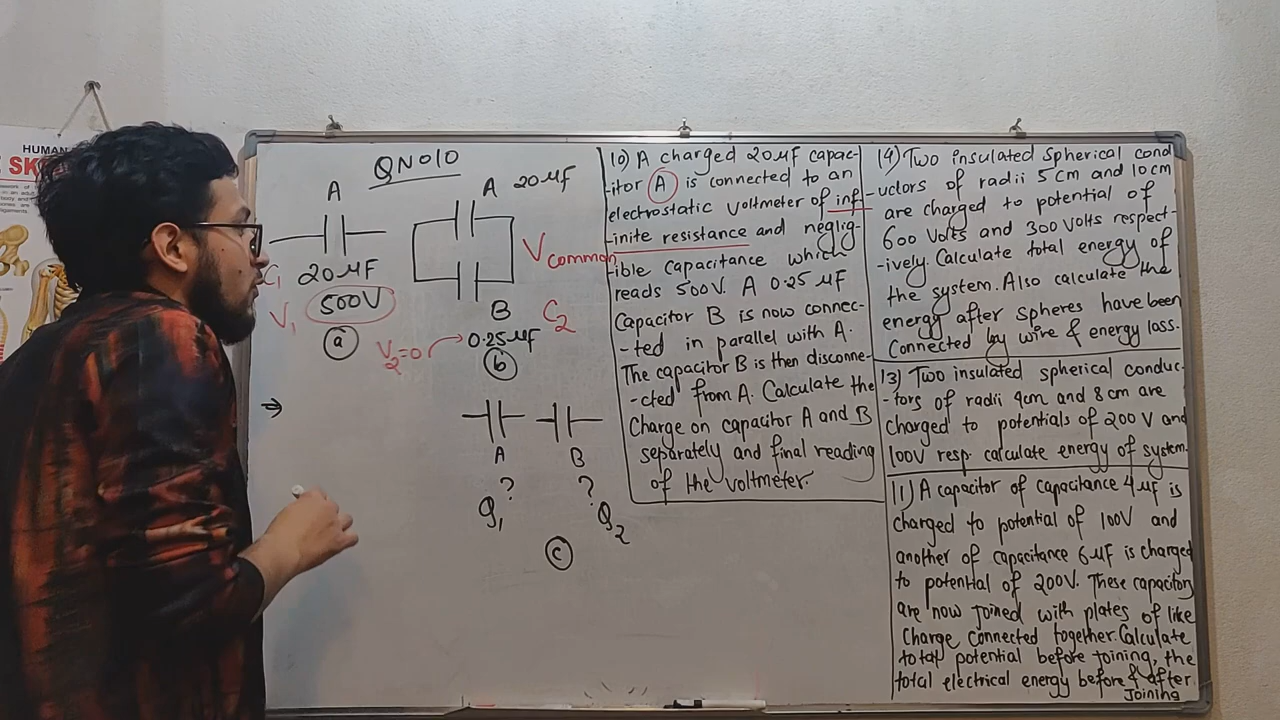 HUMAN
SK
QNO10
A
A 20μF
C1 20μF
V1 500V
a
Vcommon
B
V2=0
0.25μF
C2
b
⇒
A B
? ?
Q1 Q2
c
10) A charged 20μF capac-
-itor A is connected to an
electrostatic voltmeter of inf-
-inite resistance and neglig-
-ible capacitance which
reads 500V. A 0.25 μF
Capacitor B is now connec-
-ted in parallel with A.
The capacitor B is then disconne-
-cted from A. Calculate the
Charge on capacitor A and B
separately and final reading
of the voltmeter.
14) Two insulated spherical cond
-uctors of radii 5cm and 10cm
are charged to potential of
600 Volts and 300 Volts respect-
-ively. Calculate total energy of
the system. Also calculate the
energy after spheres have been
Connected by wire & energy loss.
13) Two insulated spherical conduc-
-tors of radii 4cm and 8cm are
charged to potentials of 200V and
100V resp. calculate energy of system.
11) A capacitor of capacitance 4μF is
charged to potential of 100V and
another of capacitance 6μF is charged
to potential of 200V. These capacitors
are now joined with plates of like
Charge connected together. Calculate
total potential before joining, the
total electrical energy before & after
Joining